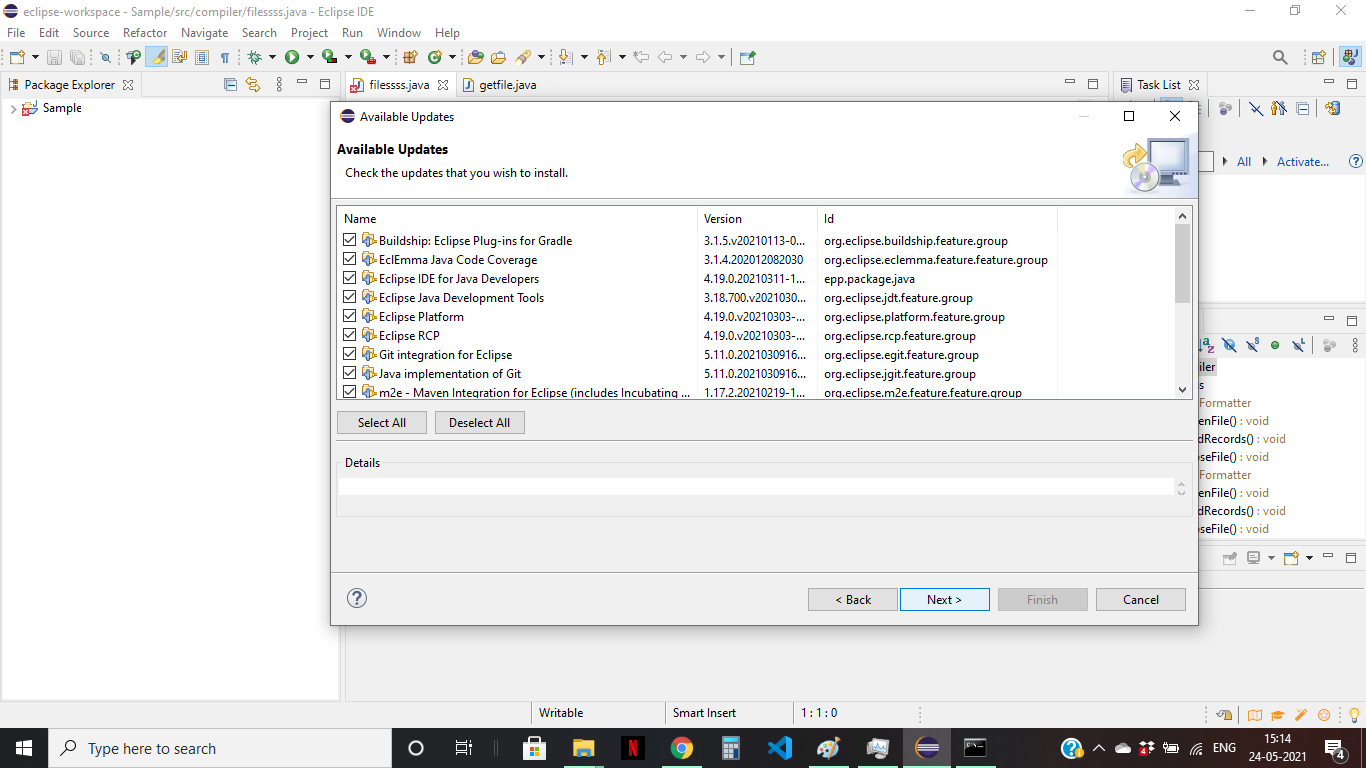 eclipse-workspace - Sample/src/compiler/filessss.java - Eclipse IDE
File Edit Source Refactor Navigate Search Project Run Window Help
Package Explorer
filessss.java
getfile.java
Task List
Sample
All
Activate...
Available Updates
Available Updates
Check the updates that you wish to install.
Name Version Id
Buildship: Eclipse Plug-ins for Gradle 3.1.5.v20210113-0... org.eclipse.buildship.feature.group
EclEmma Java Code Coverage 3.1.4.202012082030 org.eclipse.eclemma.feature.feature.group
Eclipse IDE for Java Developers 4.19.0.20210311-1... epp.package.java
Eclipse Java Development Tools 3.18.700.v2021030... org.eclipse.jdt.feature.group
Eclipse Platform 4.19.0.v20210303-... org.eclipse.platform.feature.group
Eclipse RCP 4.19.0.v20210303-... org.eclipse.rcp.feature.group
Git integration for Eclipse 5.11.0.2021030916... org.eclipse.egit.feature.group
Java implementation of Git 5.11.0.2021030916... org.eclipse.jgit.feature.group
m2e - Maven Integration for Eclipse (includes Incubating ... 1.17.2.20210219-1... org.eclipse.m2e.feature.feature.group
Select All Deselect All
Details
< Back Next > Finish Cancel
iler
s
Formatter
enFile() : void
dRecords() : void
oseFile() : void
Formatter
enFile() : void
dRecords() : void
oseFile() : void
Writable Smart Insert 1 : 1 : 0
Type here to search
ENG
15:14
24-05-2021
4